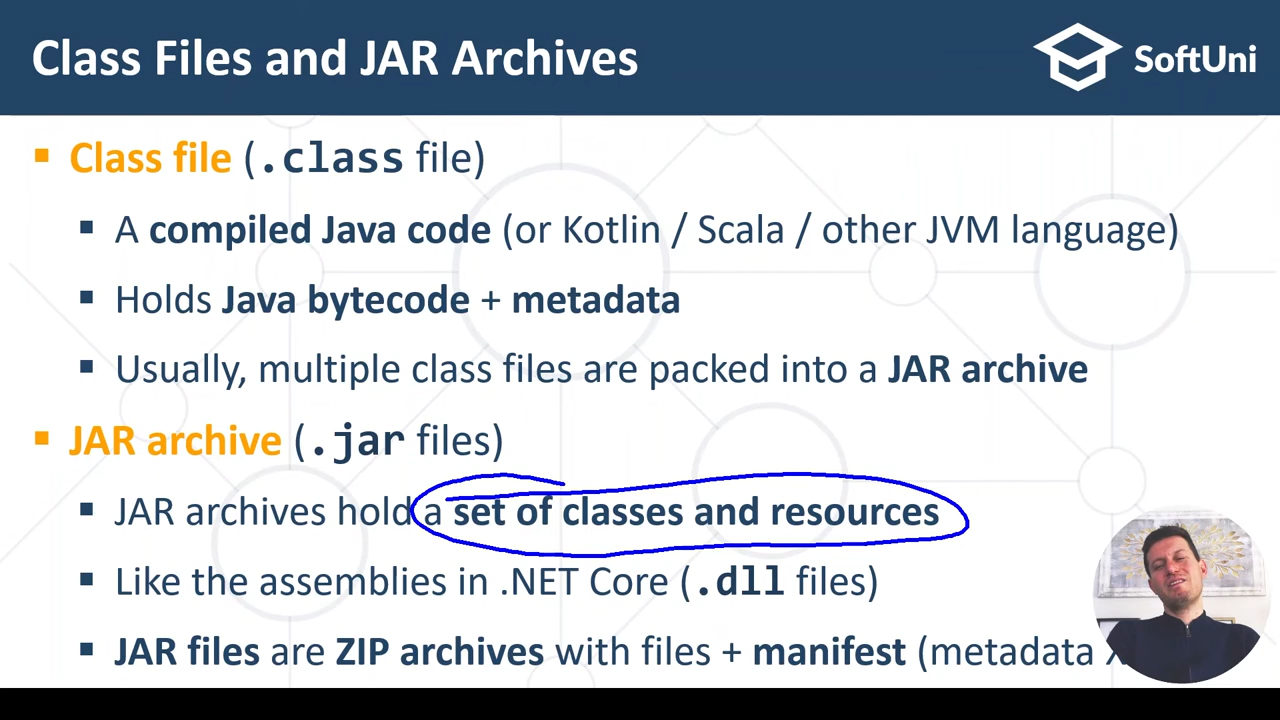 Class Files and JAR Archives
SoftUni
Class file (.class file)
A compiled Java code (or Kotlin / Scala / other JVM language)
Holds Java bytecode + metadata
Usually, multiple class files are packed into a JAR archive
JAR archive (.jar files)
JAR archives hold a set of classes and resources
Like the assemblies in .NET Core (.dll files)
JAR files are ZIP archives with files + manifest (metadata